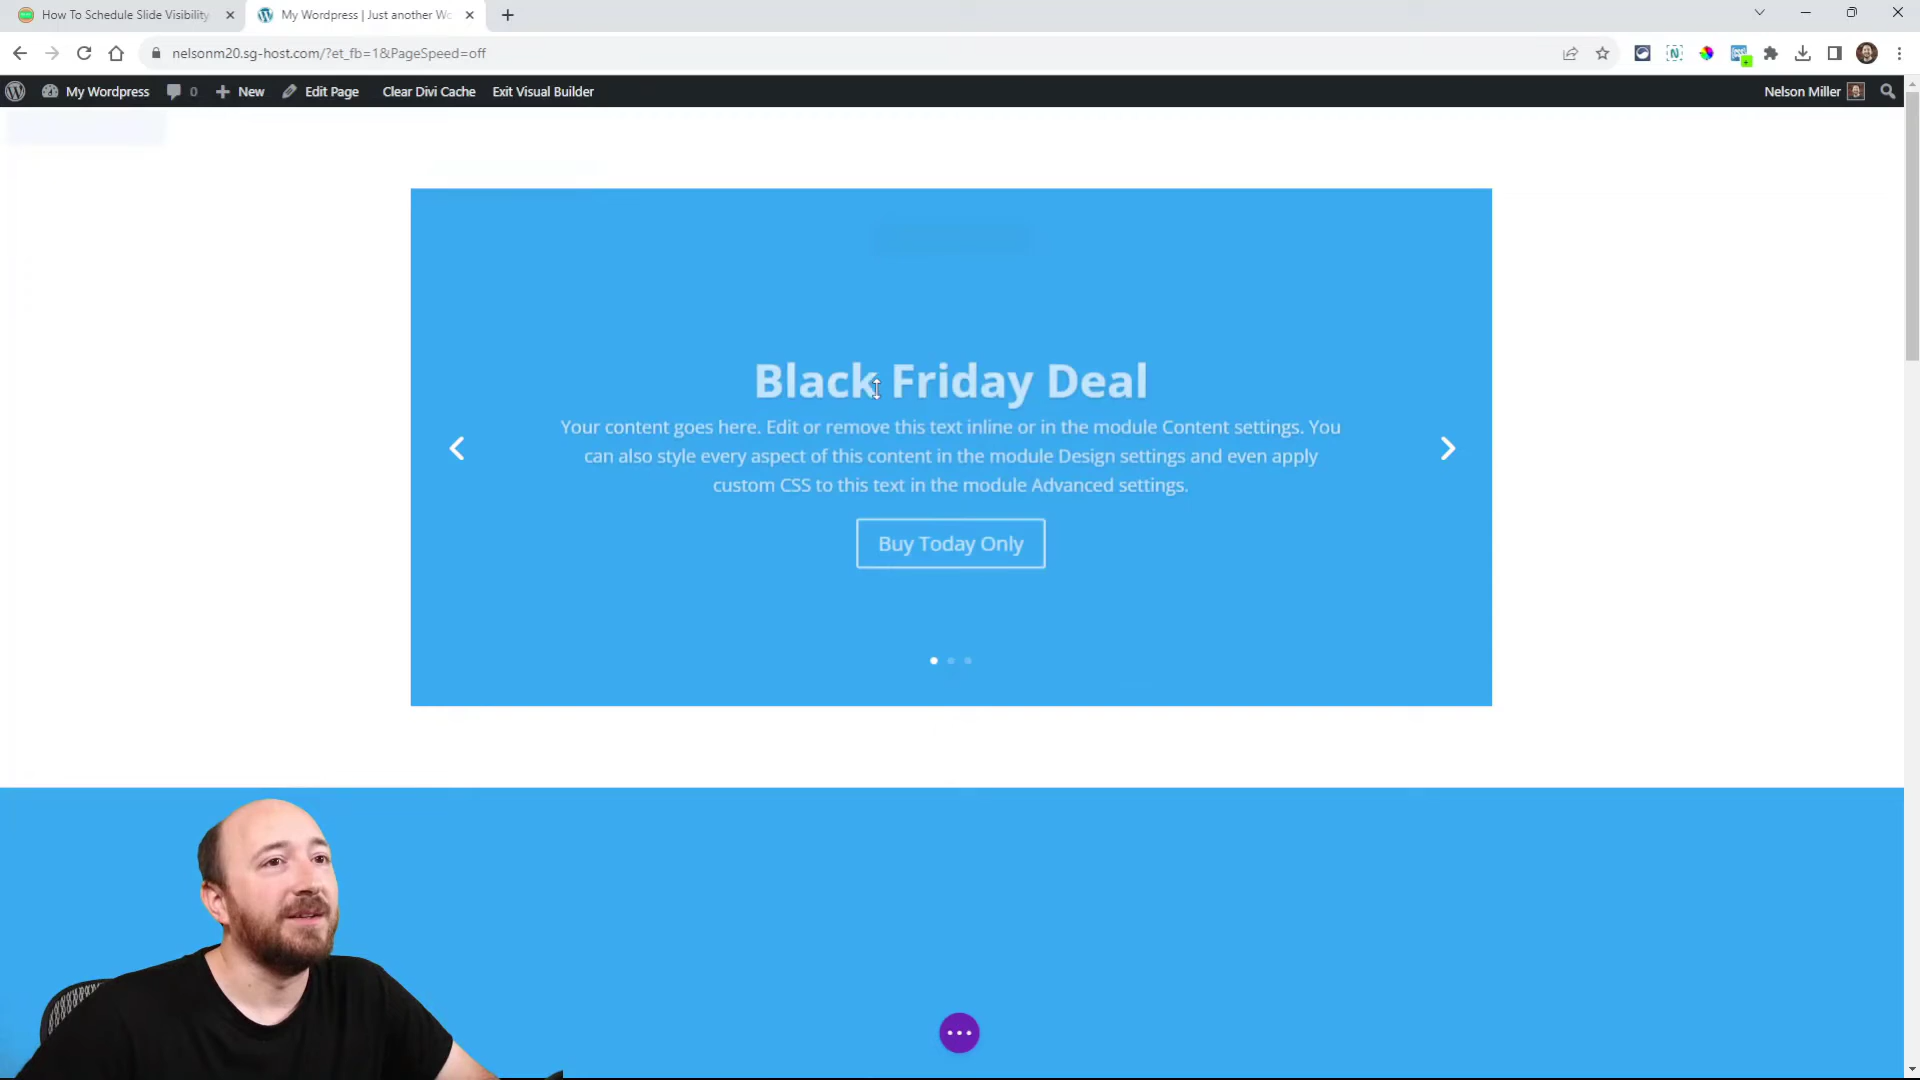 How To Schedule Slide Visibility
My Wordpress | Just another Wo
nelsonm20.sg-host.com/?et_fb=1&PageSpeed=off
My Wordpress 0 New Edit Page Clear Divi Cache Exit Visual Builder Nelson Miller
Black Friday Deal
Your content goes here. Edit or remove this text inline or in the module Content settings. You
can also style every aspect of this content in the module Design settings and even apply
custom CSS to this text in the module Advanced settings.
Buy Today Only